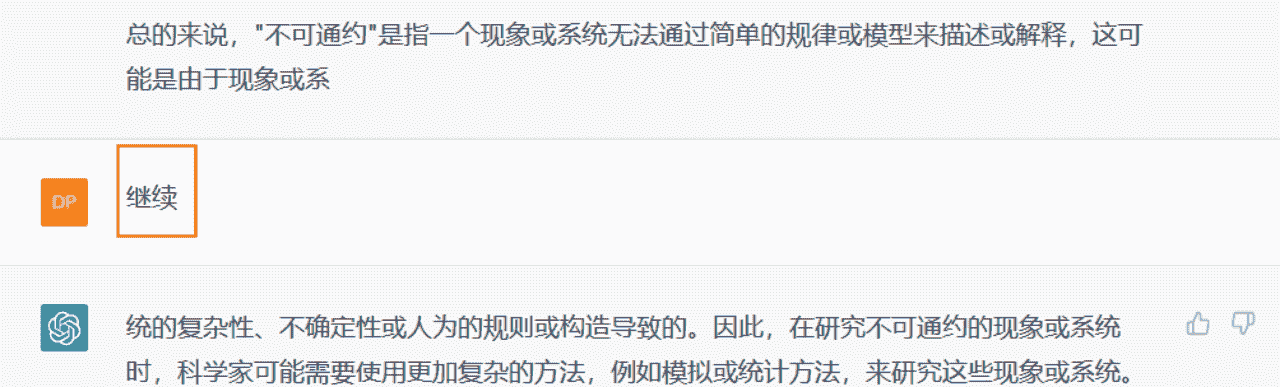 总的来说，"不可通约"是指一个现象或系统无法通过简单的规律或模型来描述或解释，这可
能是由于现象或系
DP
继续
统的复杂性、不确定性或人为的规则或构造导致的。因此，在研究不可通约的现象或系统
时，科学家可能需要使用更加复杂的方法，例如模拟或统计方法，来研究这些现象或系统。